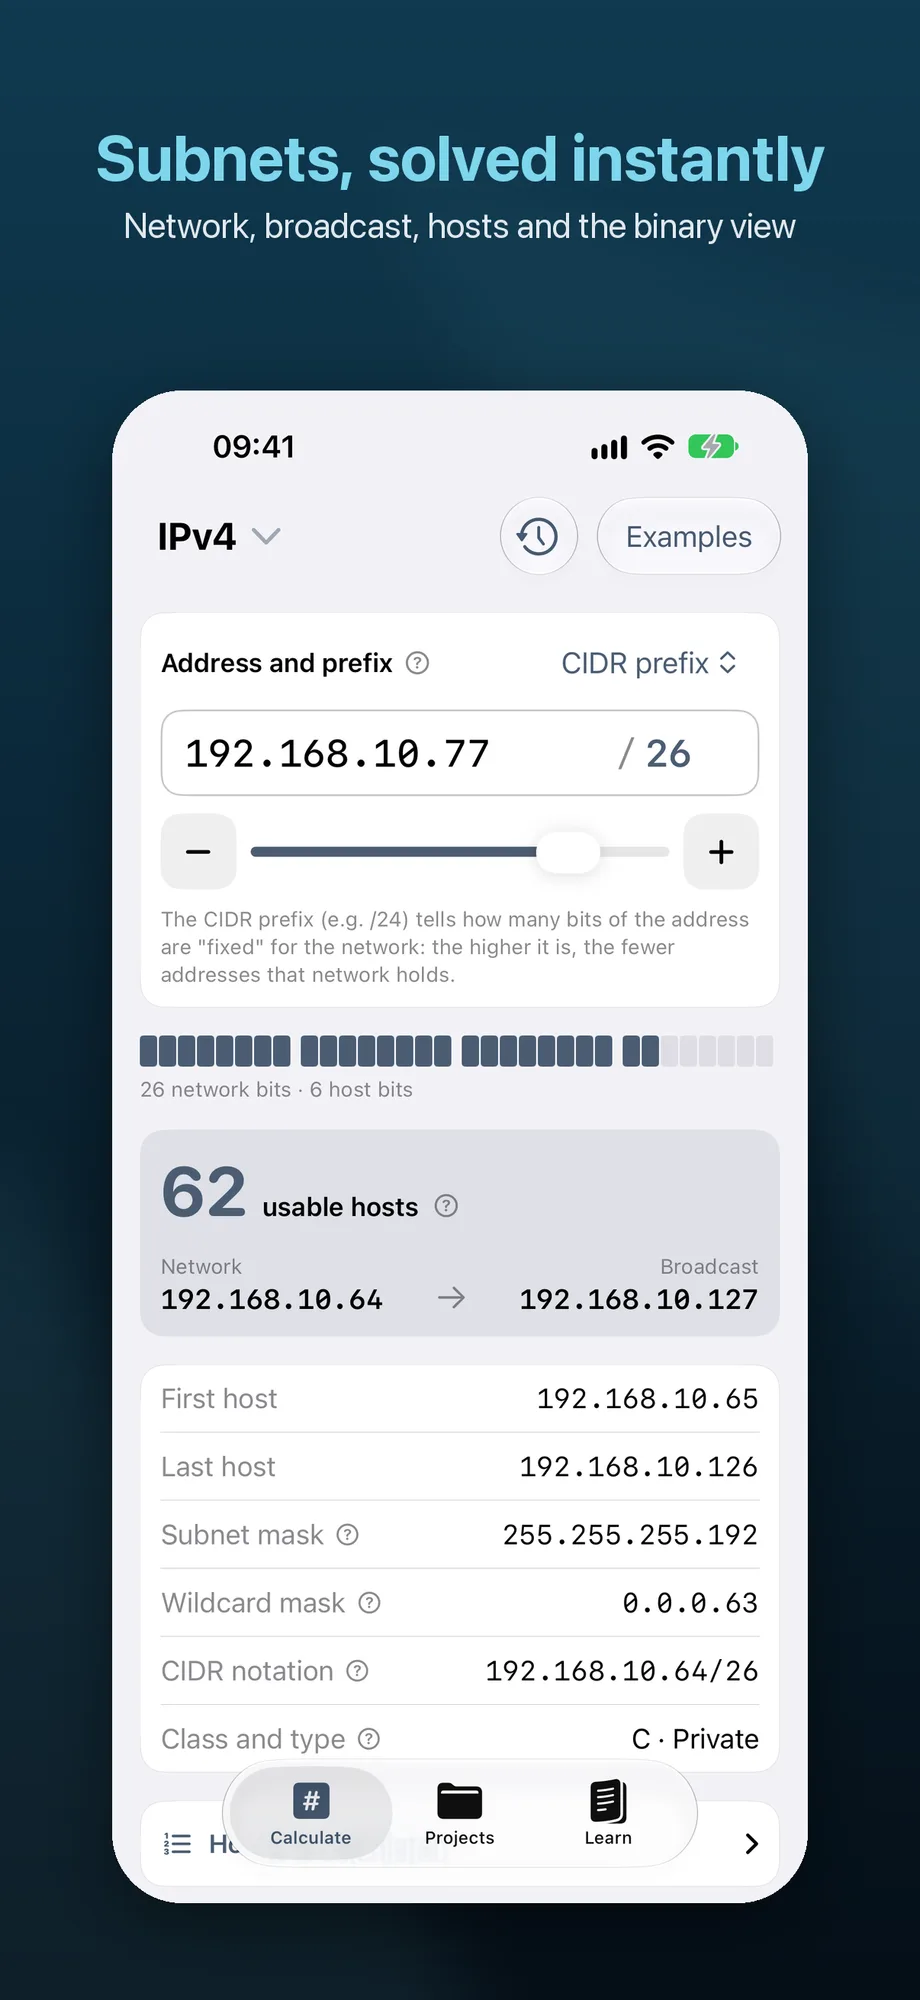 Subnets, solved instantly
Network, broadcast, hosts and the binary view
09:41
IPv4
Examples
Address and prefix
CIDR prefix
192.168.10.77 / 26
The CIDR prefix (e.g. /24) tells how many bits of the address
are "fixed" for the network: the higher it is, the fewer
addresses that network holds.
26 network bits · 6 host bits
62 usable hosts
Network
Broadcast
192.168.10.64 → 192.168.10.127
First host 192.168.10.65
Last host 192.168.10.126
Subnet mask 255.255.255.192
Wildcard mask 0.0.0.63
CIDR notation 192.168.10.64/26
Class and type C · Private
Calculate
Projects
Learn